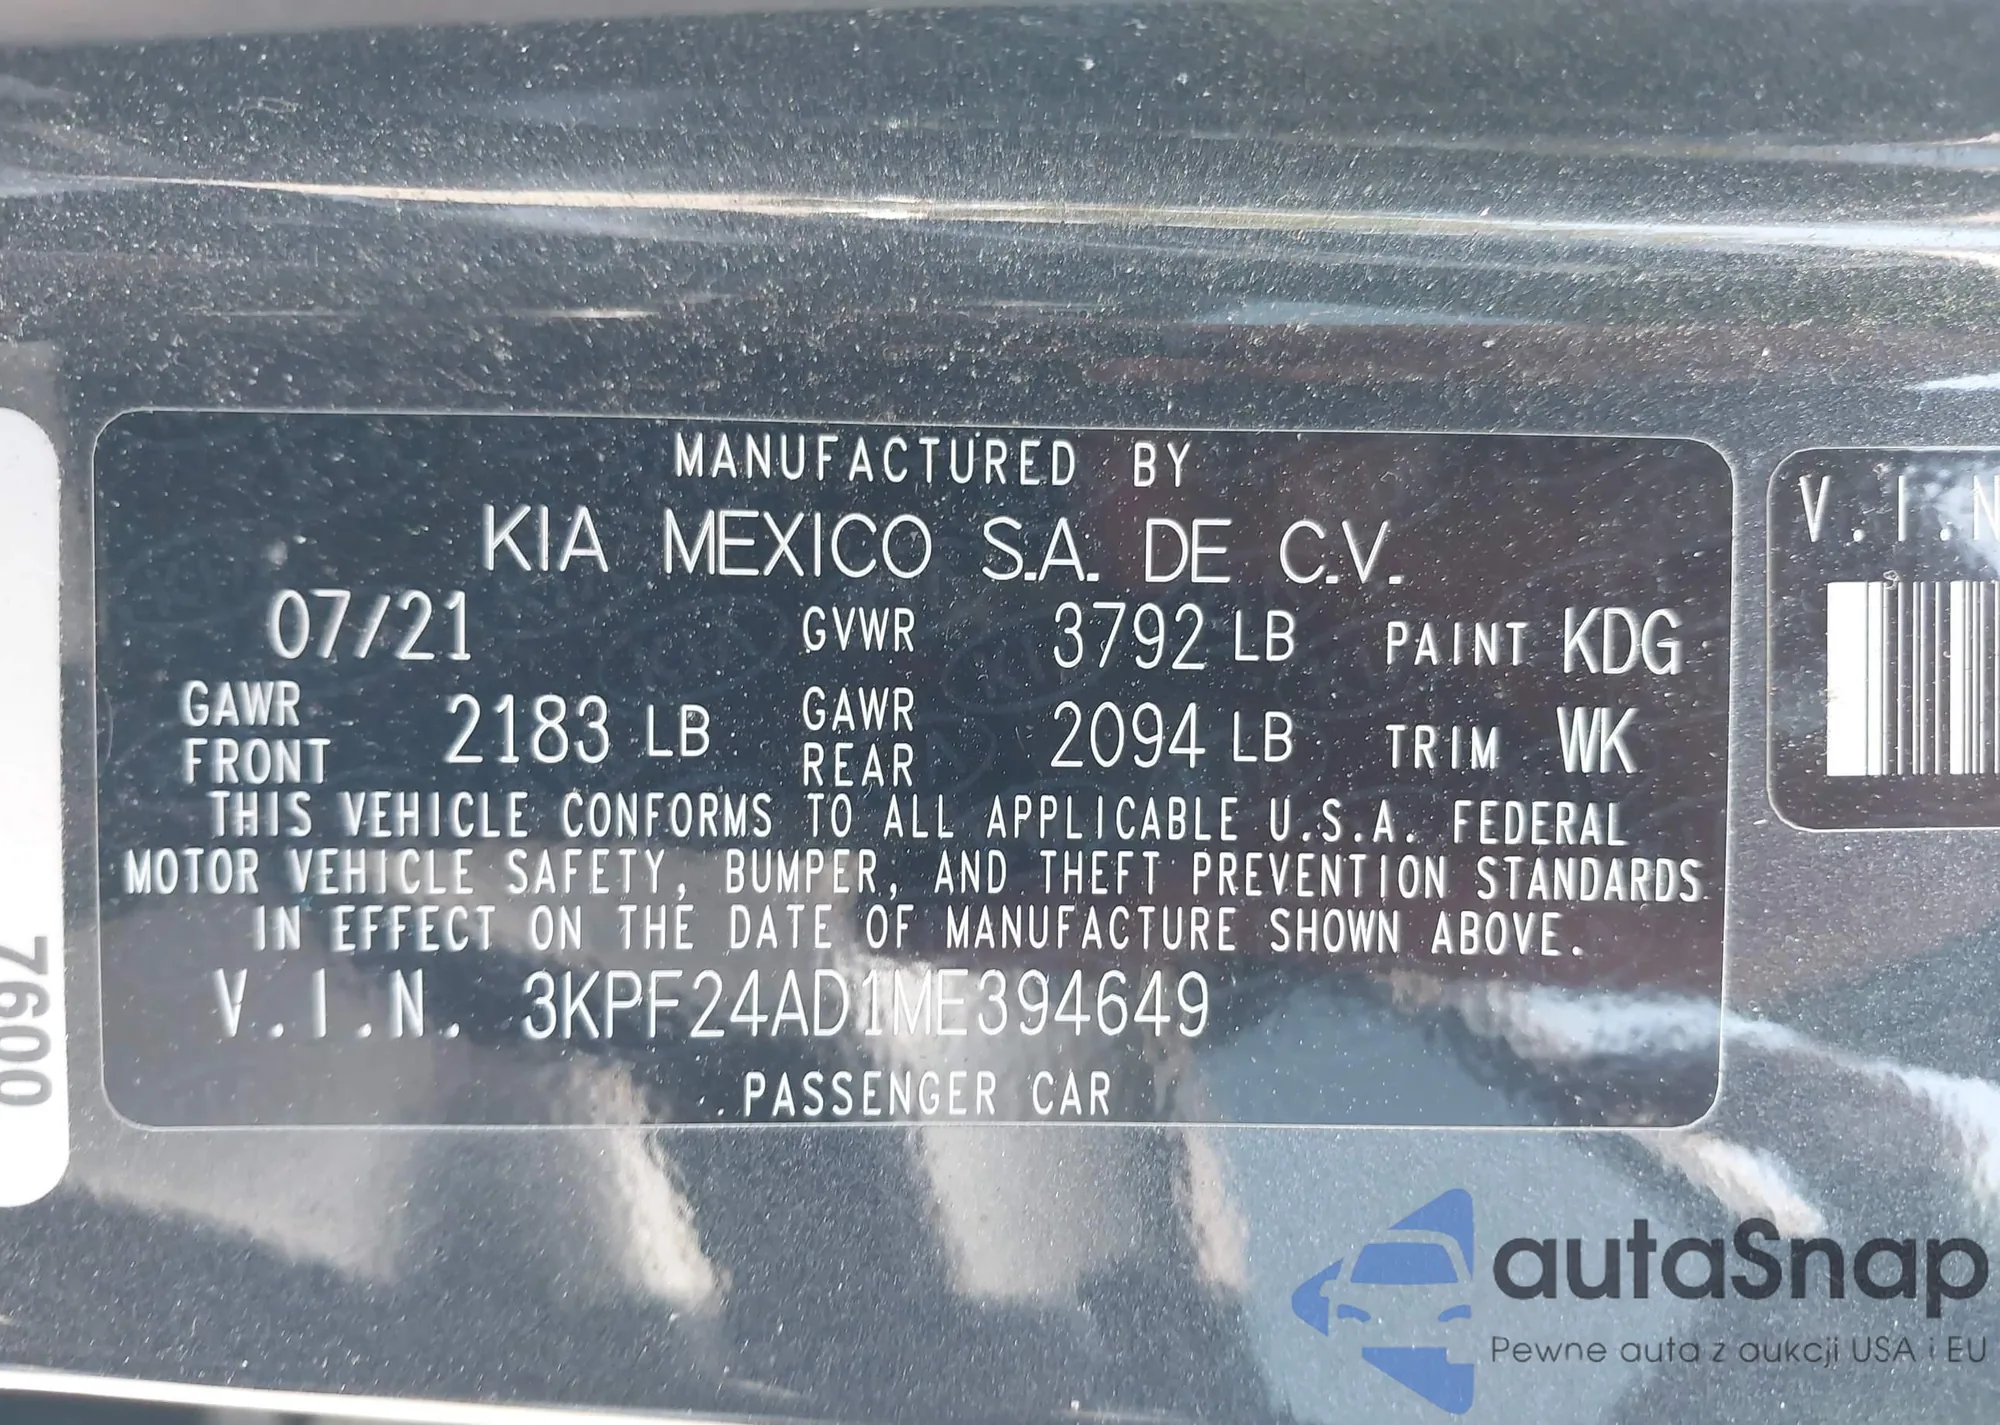 MANUFACTURED BY
KIA MEXICO S.A. DE C.V.
07/21 GVWR 3792 LB PAINT KDG
GAWR FRONT 2183 LB GAWR REAR 2094 LB TRIM WK
THIS VEHICLE CONFORMS TO ALL APPLICABLE U.S.A. FEDERAL
MOTOR VEHICLE SAFETY, BUMPER, AND THEFT PREVENTION STANDARDS
IN EFFECT ON THE DATE OF MANUFACTURE SHOWN ABOVE.
V.I.N. 3KPF24AD1ME394649
PASSENGER CAR
V.I.N
0092
autaSnap
Pewne auta z aukcji USA i EU